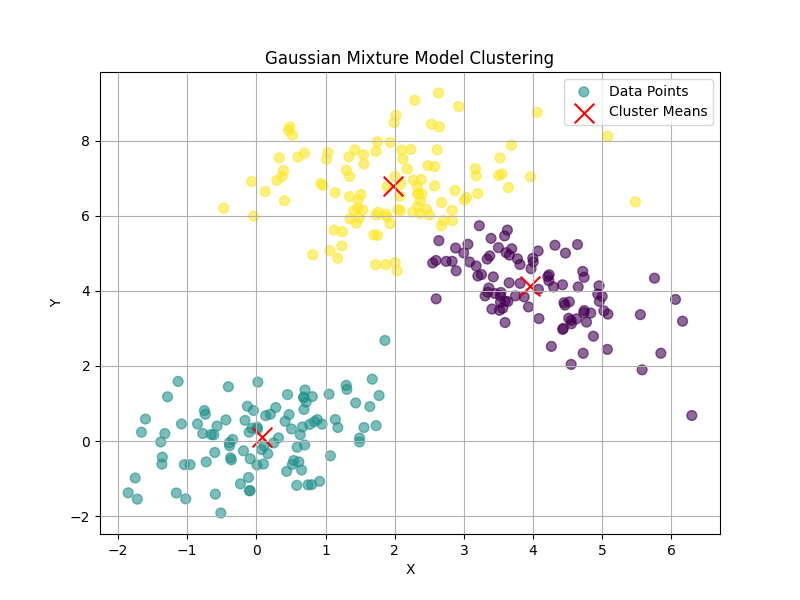 Gaussian Mixture Model Clustering
Data Points
Cluster Means
8
6
4
2
0
−2
Y
−2 −1 0 1 2 3 4 5 6
X